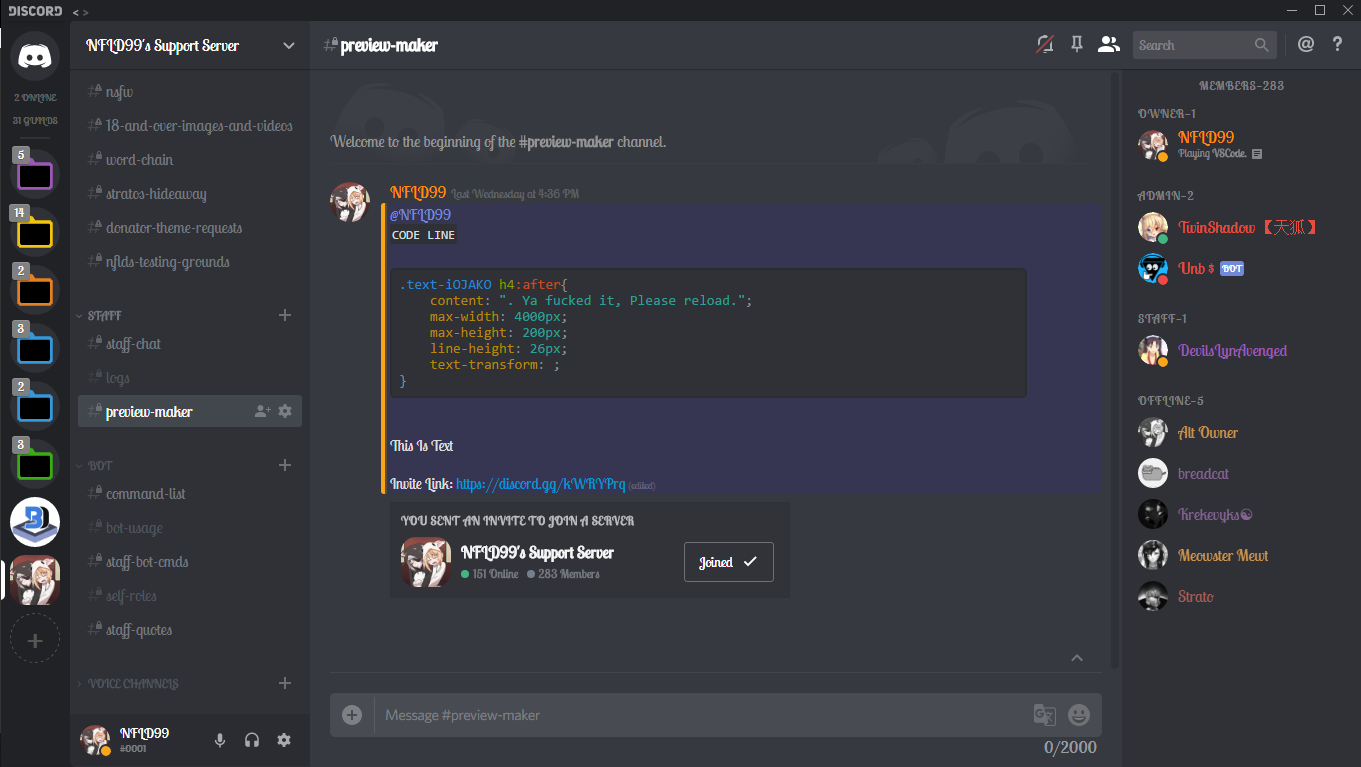 DISCORD < >
2 ONLINE
31 GUILDS
5
14
2
3
2
3
NFLD99's Support Server
nsfw
18-and-over-images-and-videos
word-chain
stratos-hideaway
donator-theme-requests
nflds-testing-grounds
STAFF
staff-chat
logs
preview-maker
BOT
command-list
bot-usage
staff-bot-cmds
self-roles
staff-quotes
VOICE CHANNELS
NFLD99
#0001
preview-maker
Search
Welcome to the beginning of the #preview-maker channel.
NFLD99 Last Wednesday at 4:36 PM
@NFLD99
CODE LINE
.text-iOJAKO h4:after{
content: ". Ya fucked it, Please reload.";
max-width: 4000px;
max-height: 200px;
line-height: 26px;
text-transform: ;
}
This Is Text
Invite Link: https://discord.gg/kWRYPrq (edited)
YOU SENT AN INVITE TO JOIN A SERVER
NFLD99's Support Server
151 Online 283 Members
Joined
Message #preview-maker
0/2000
MEMBERS-283
OWNER-1
NFLD99
Playing VSCode.
ADMIN-2
TwinShadow 【天狐】
Unb $ BOT
STAFF-1
DevilsLynAvenged
OFFLINE-5
Alt Owner
breadcat
Krekevyks☯
Meowster Mewt
Strato